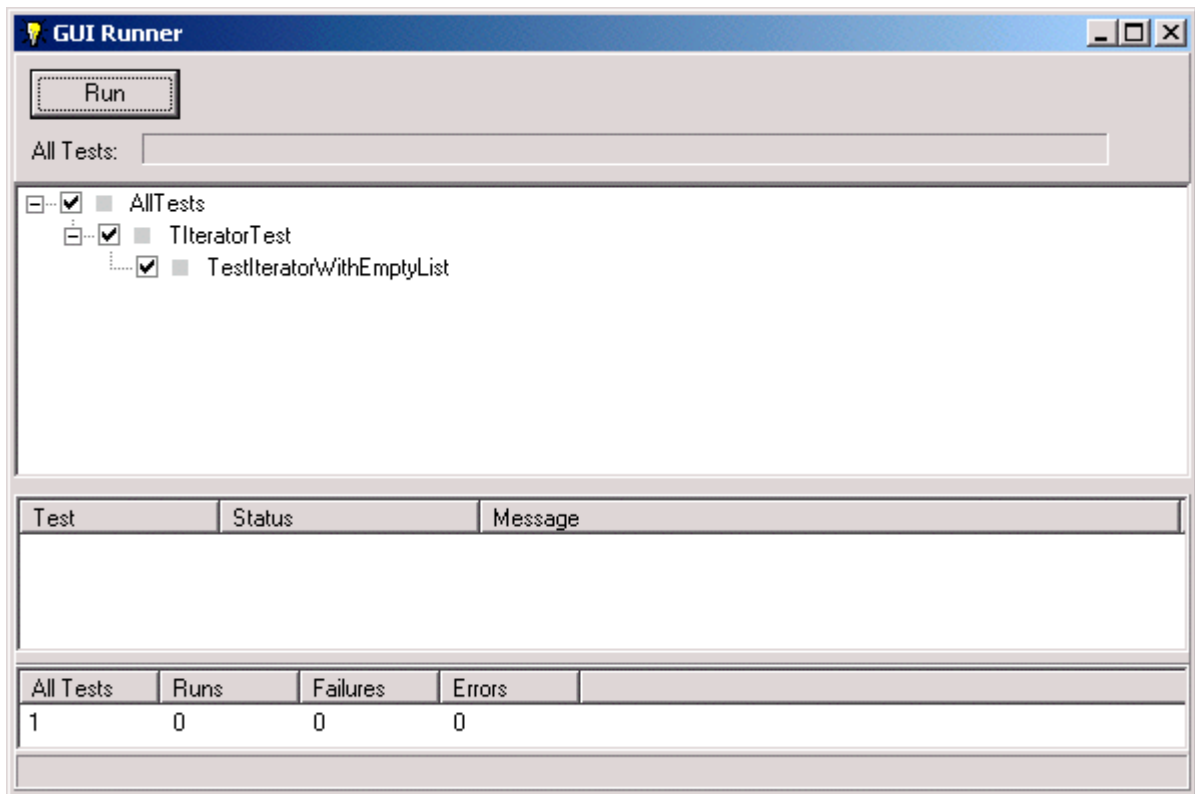 GUI Runner
Run
All Tests:
AllTests
TIteratorTest
TestIteratorWithEmptyList
Test Status Message
All Tests Runs Failures Errors
1 0 0 0